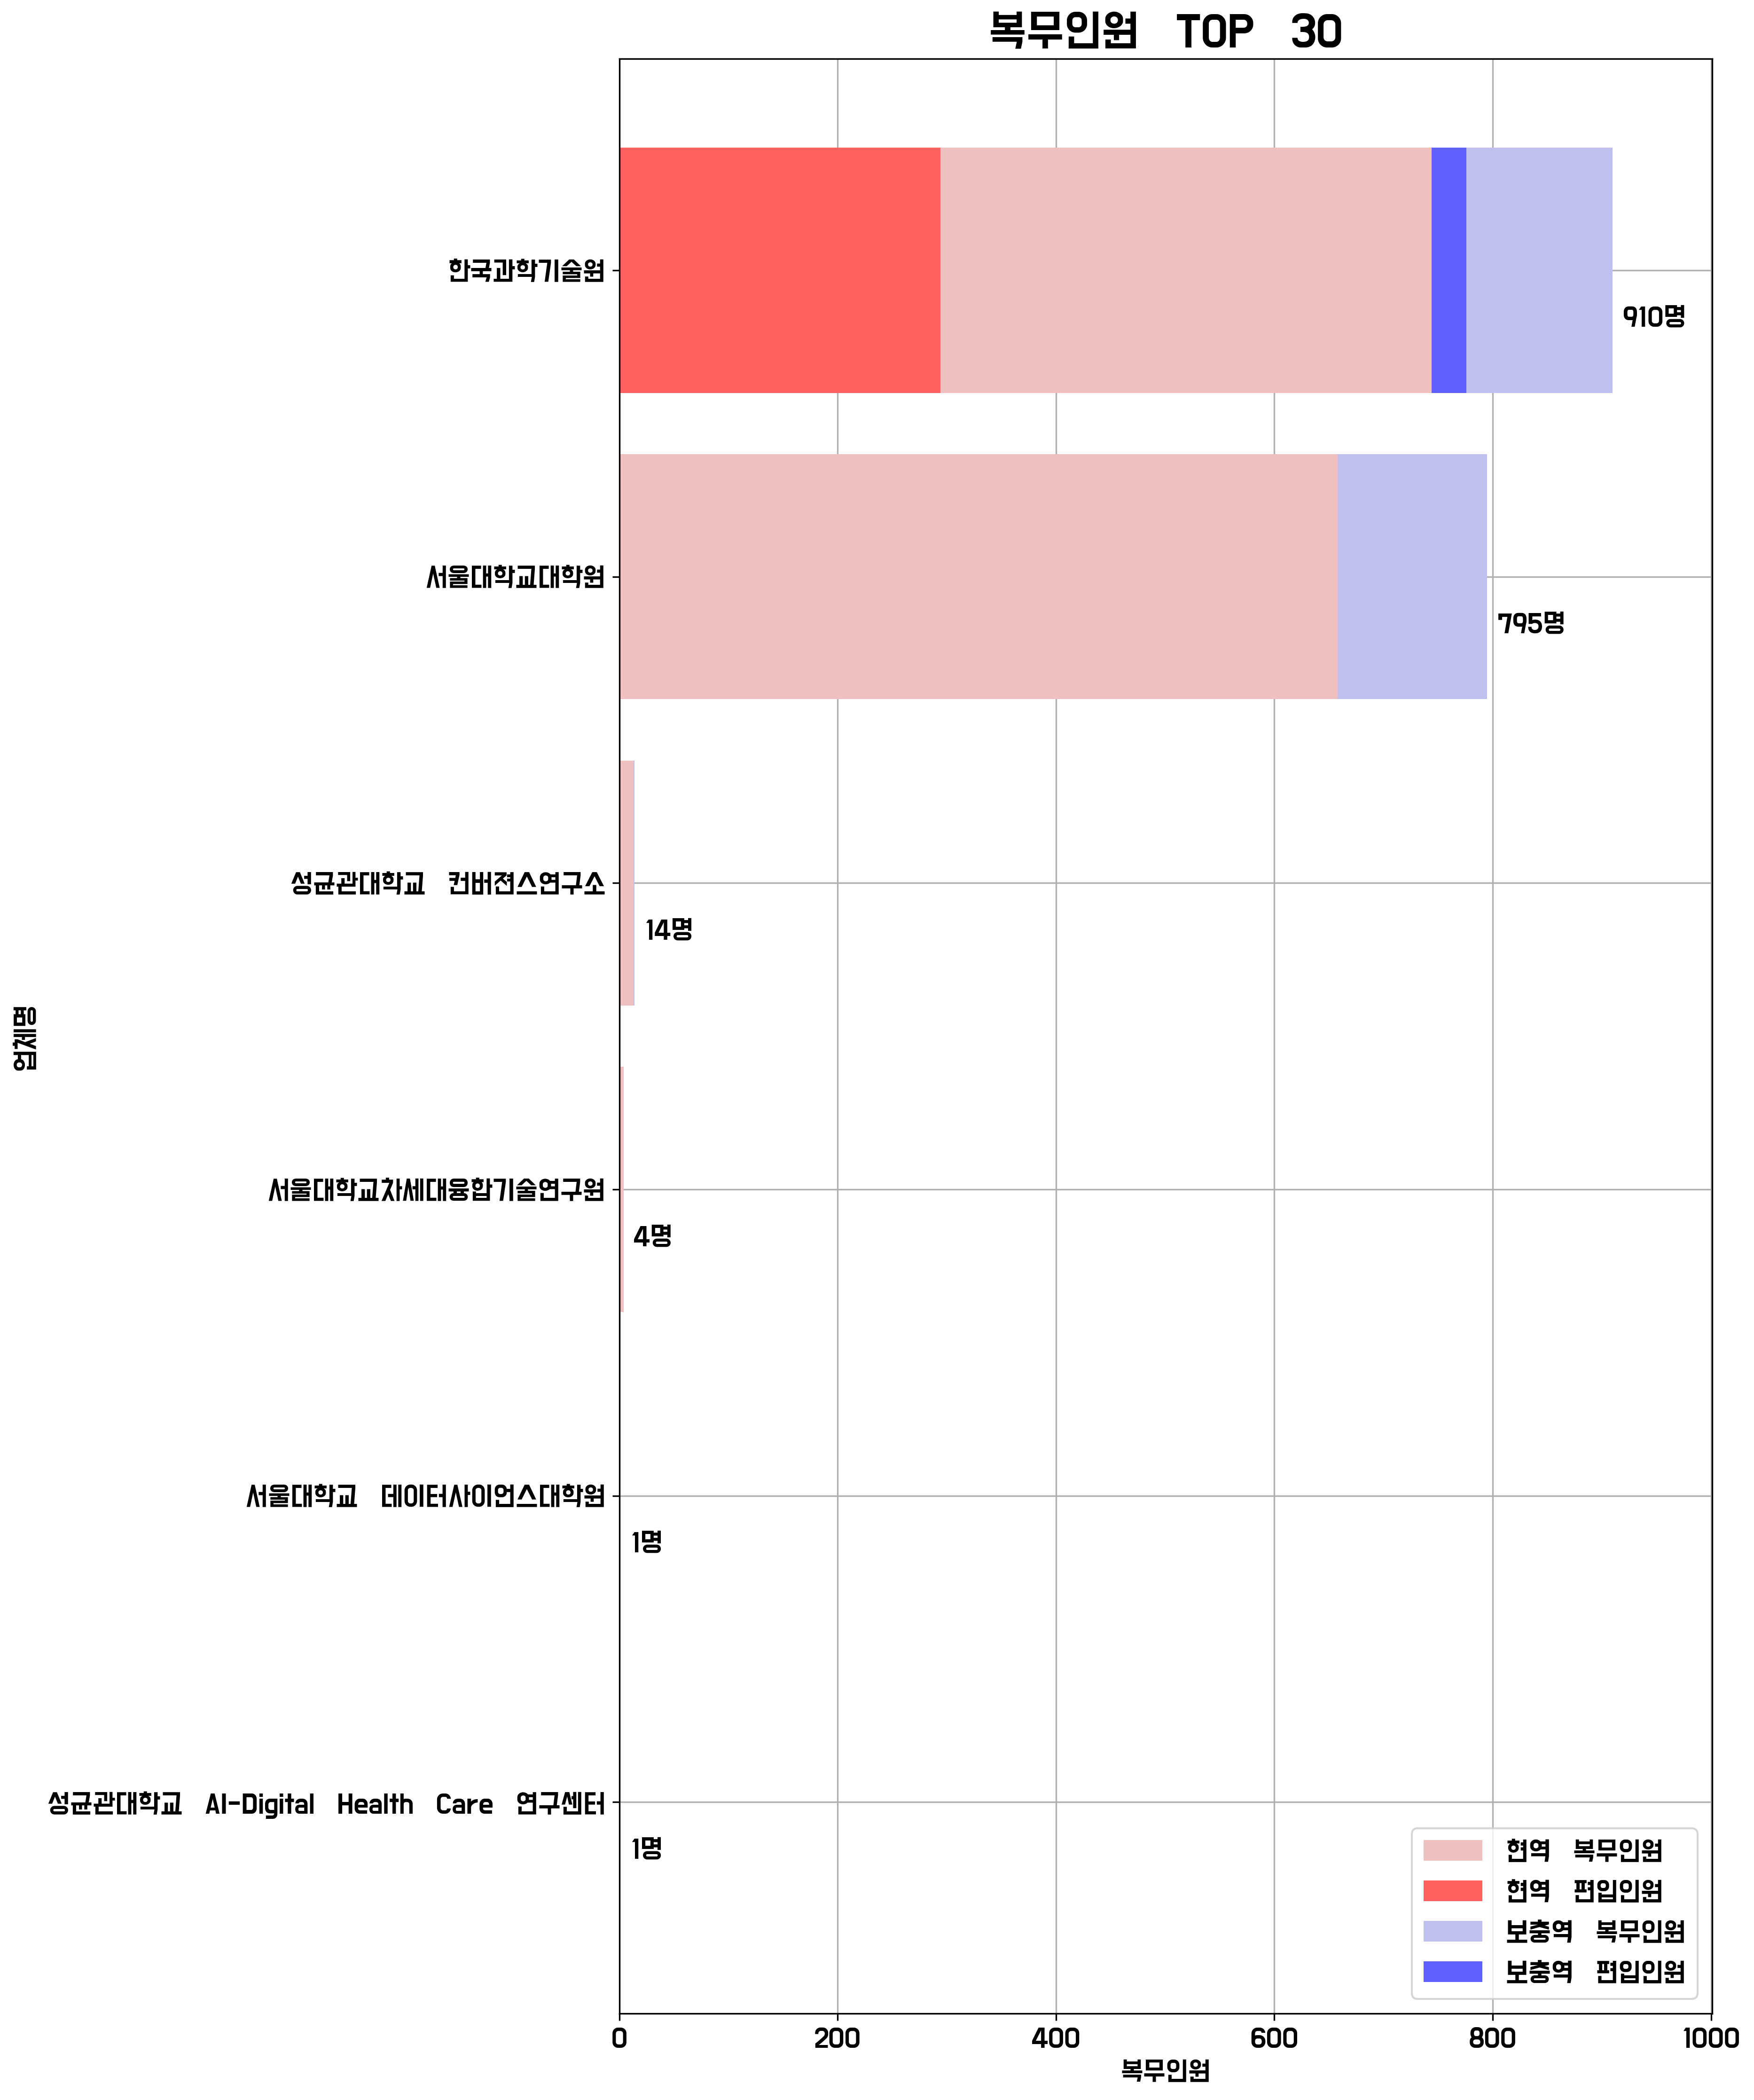 복무인원 TOP 30
한국과학기술원
910명
서울대학교대학원
795명
성균관대학교 컨버젼스연구소
14명
업체명
서울대학교차세대융합기술연구원
4명
서울대학교 데이터사이언스대학원
1명
성균관대학교 AI-Digital Health Care 연구센터
1명
현역 복무인원
현역 편입인원
보충역 복무인원
보충역 편입인원
0 200 400 600 800 1000
복무인원